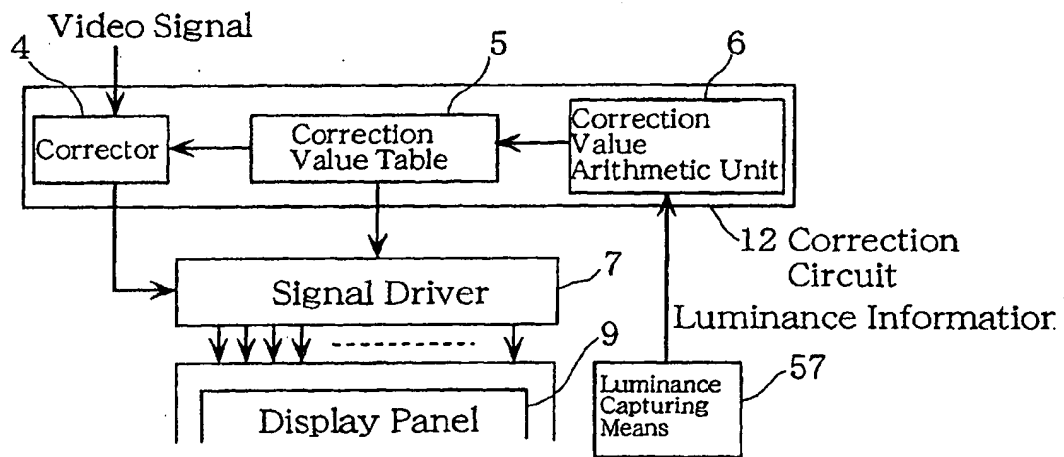 Video Signal
4
5
6
Corrector
Correction
Value Table
Correction
Value
Arithmetic Unit
12 Correction
Circuit
7
Signal Driver
Luminance Information
9
57
Display Panel
Luminance
Capturing
Means